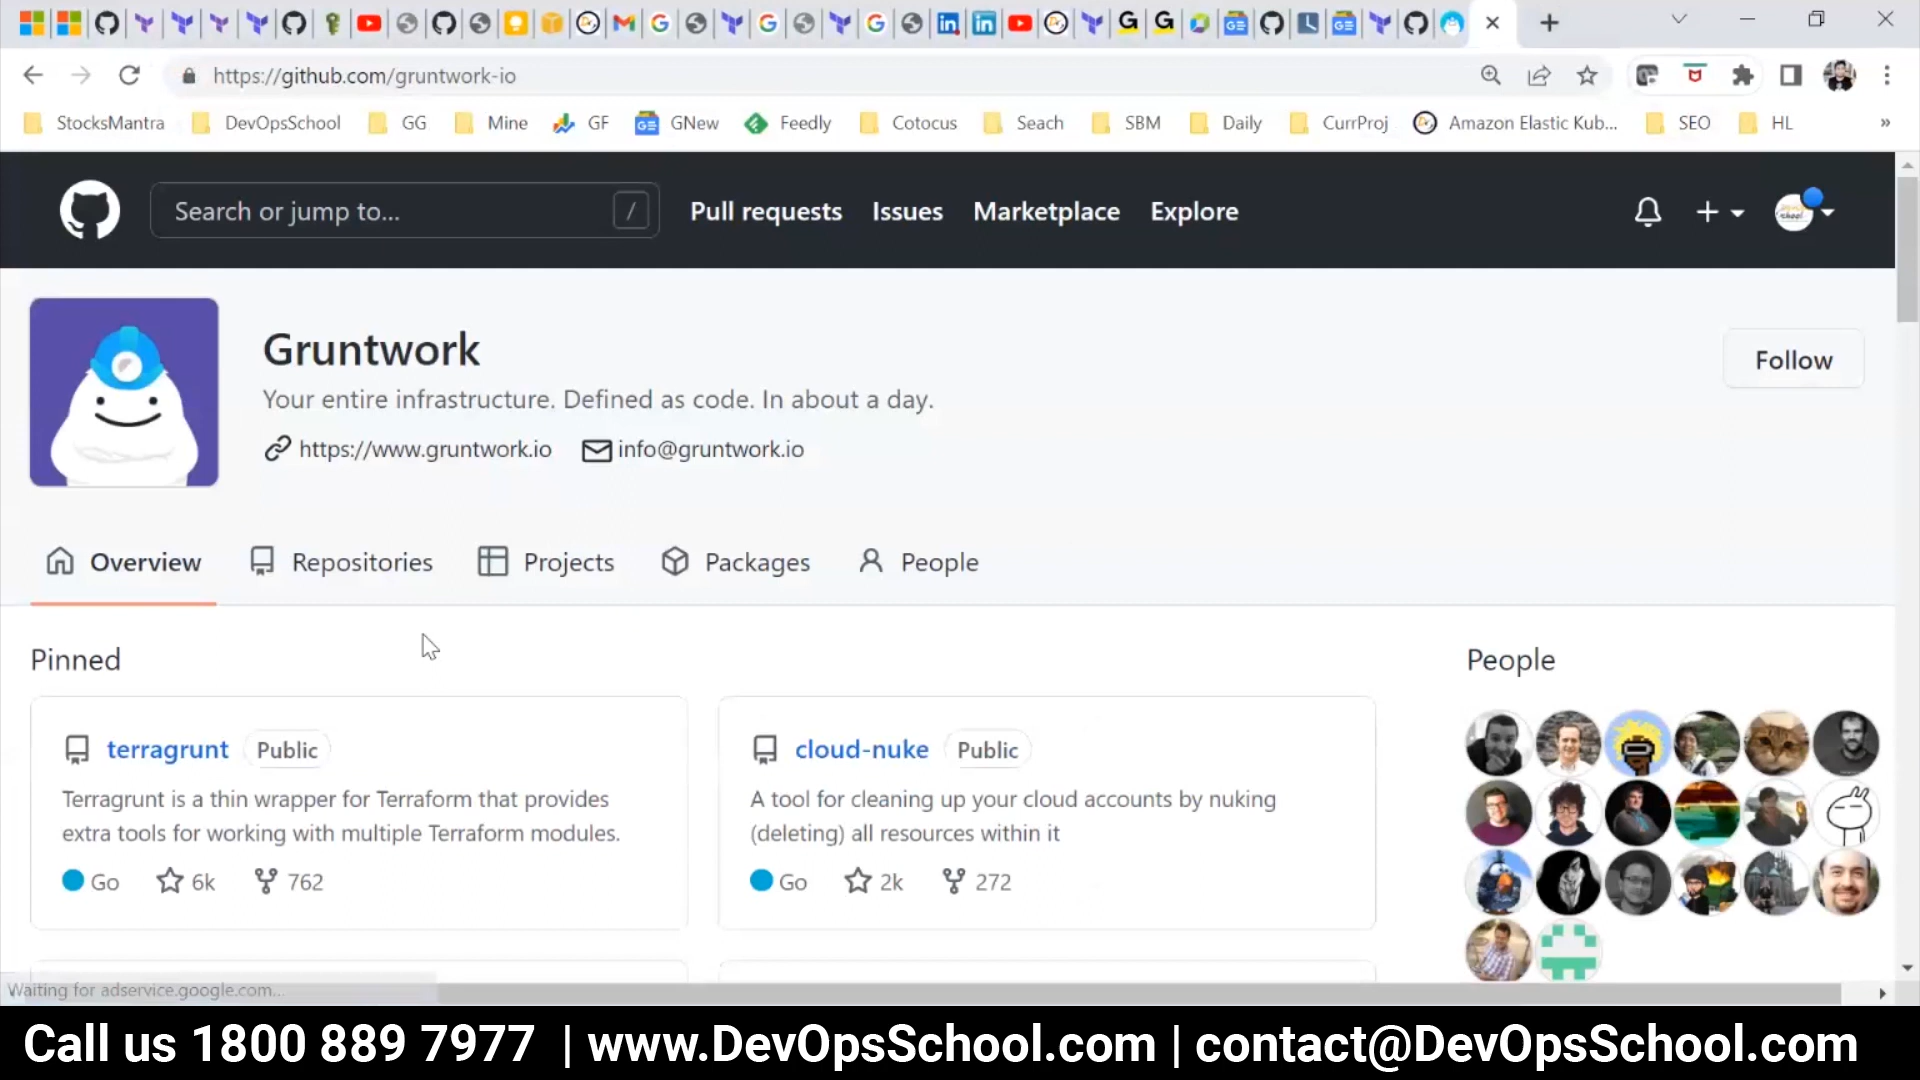 https://github.com/gruntwork-io
StocksMantra DevOpsSchool GG Mine GF GNew Feedly Cotocus Seach SBM Daily CurrProj Amazon Elastic Kub... SEO HL »
Search or jump to... / Pull requests Issues Marketplace Explore
Gruntwork
Follow
Your entire infrastructure. Defined as code. In about a day.
https://www.gruntwork.io info@gruntwork.io
Overview Repositories Projects Packages People
Pinned
People
terragrunt Public
Terragrunt is a thin wrapper for Terraform that provides
extra tools for working with multiple Terraform modules.
Go 6k 762
cloud-nuke Public
A tool for cleaning up your cloud accounts by nuking
(deleting) all resources within it
Go 2k 272
Waiting for adservice.google.com...
Call us 1800 889 7977 | www.DevOpsSchool.com | contact@DevOpsSchool.com